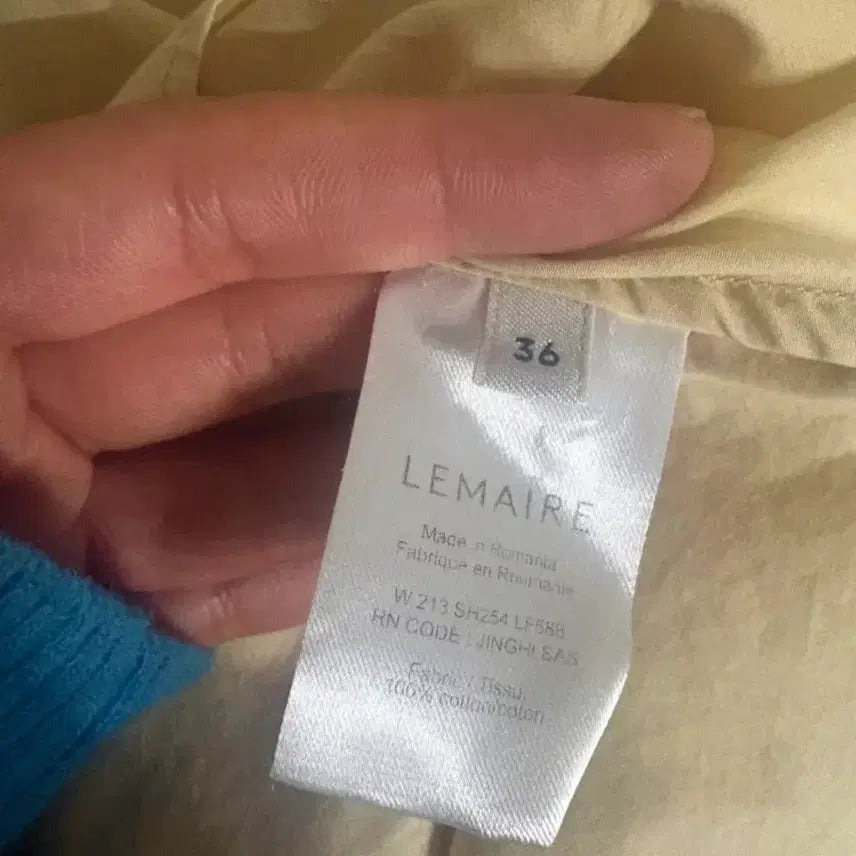 36
LEMAIRE
Made in Romania
Fabriqué en Roumanie
W 213 SH254 LF588
RN CODE : JINGHI SAS
Fabric / Tissu
100% cotton/coton